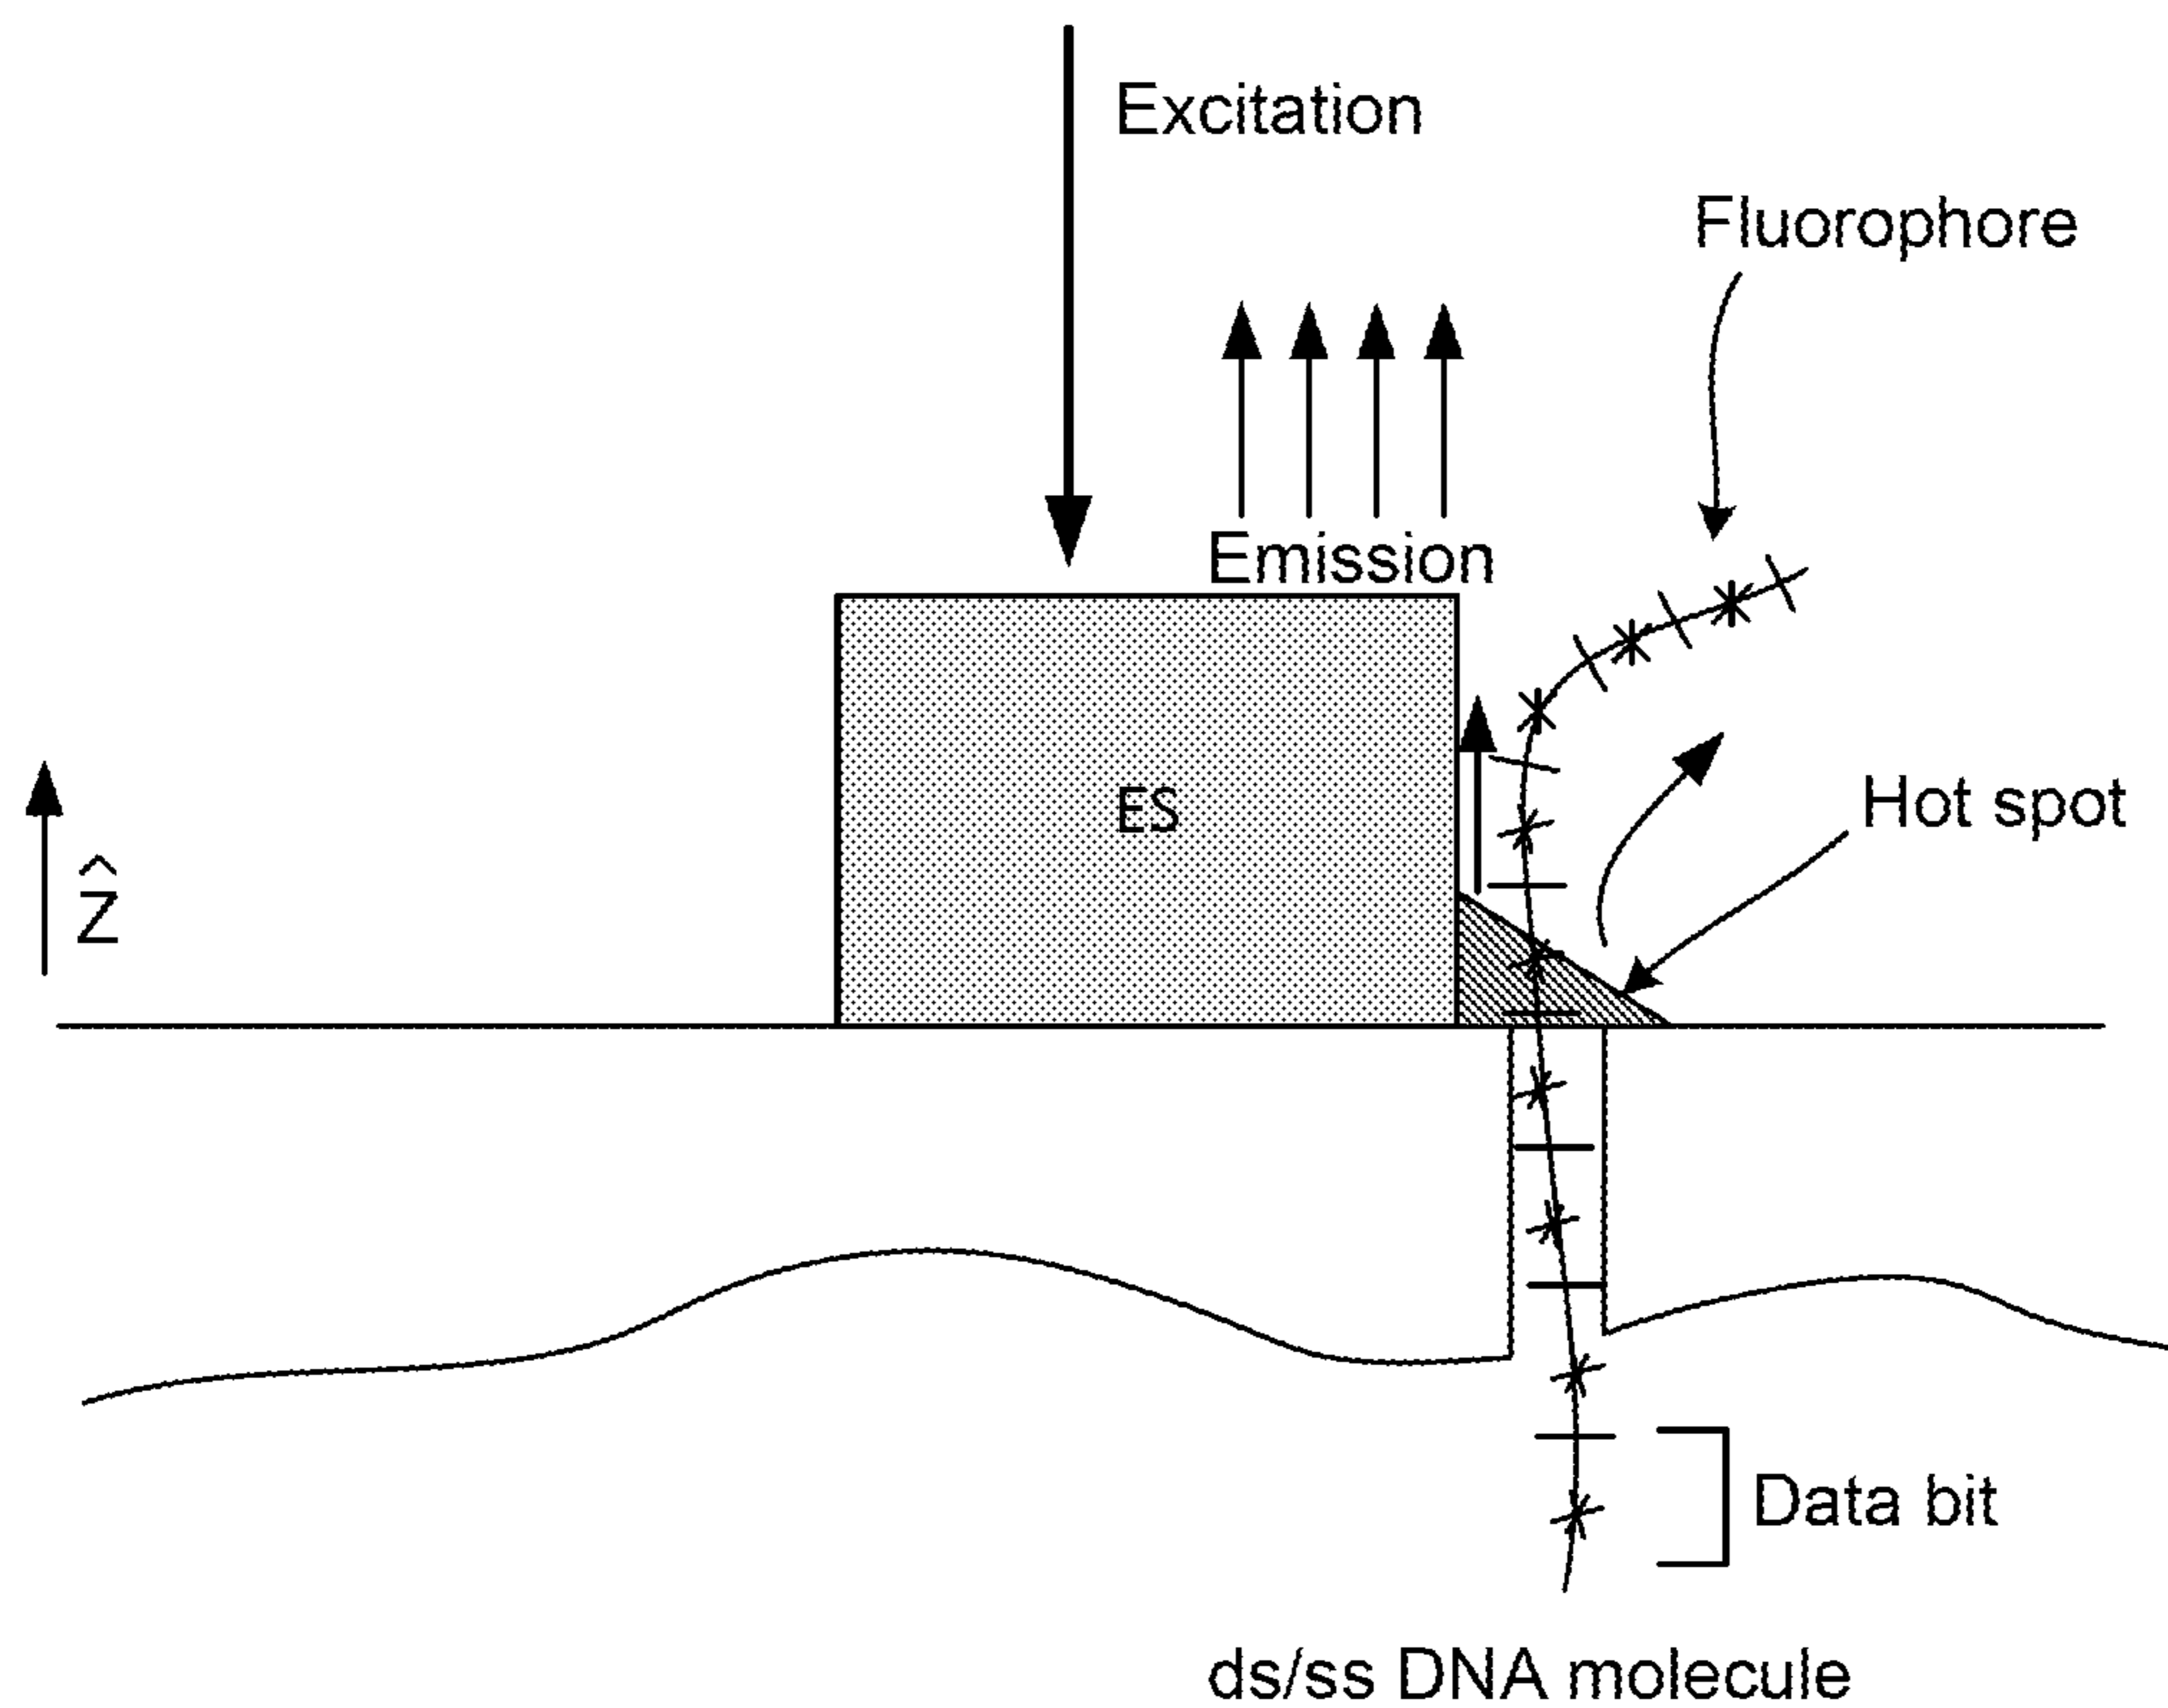 Excitation
Fluorophore
Emission
ES
Hot spot
ẑ
Data bit
ds/ss DNA molecule